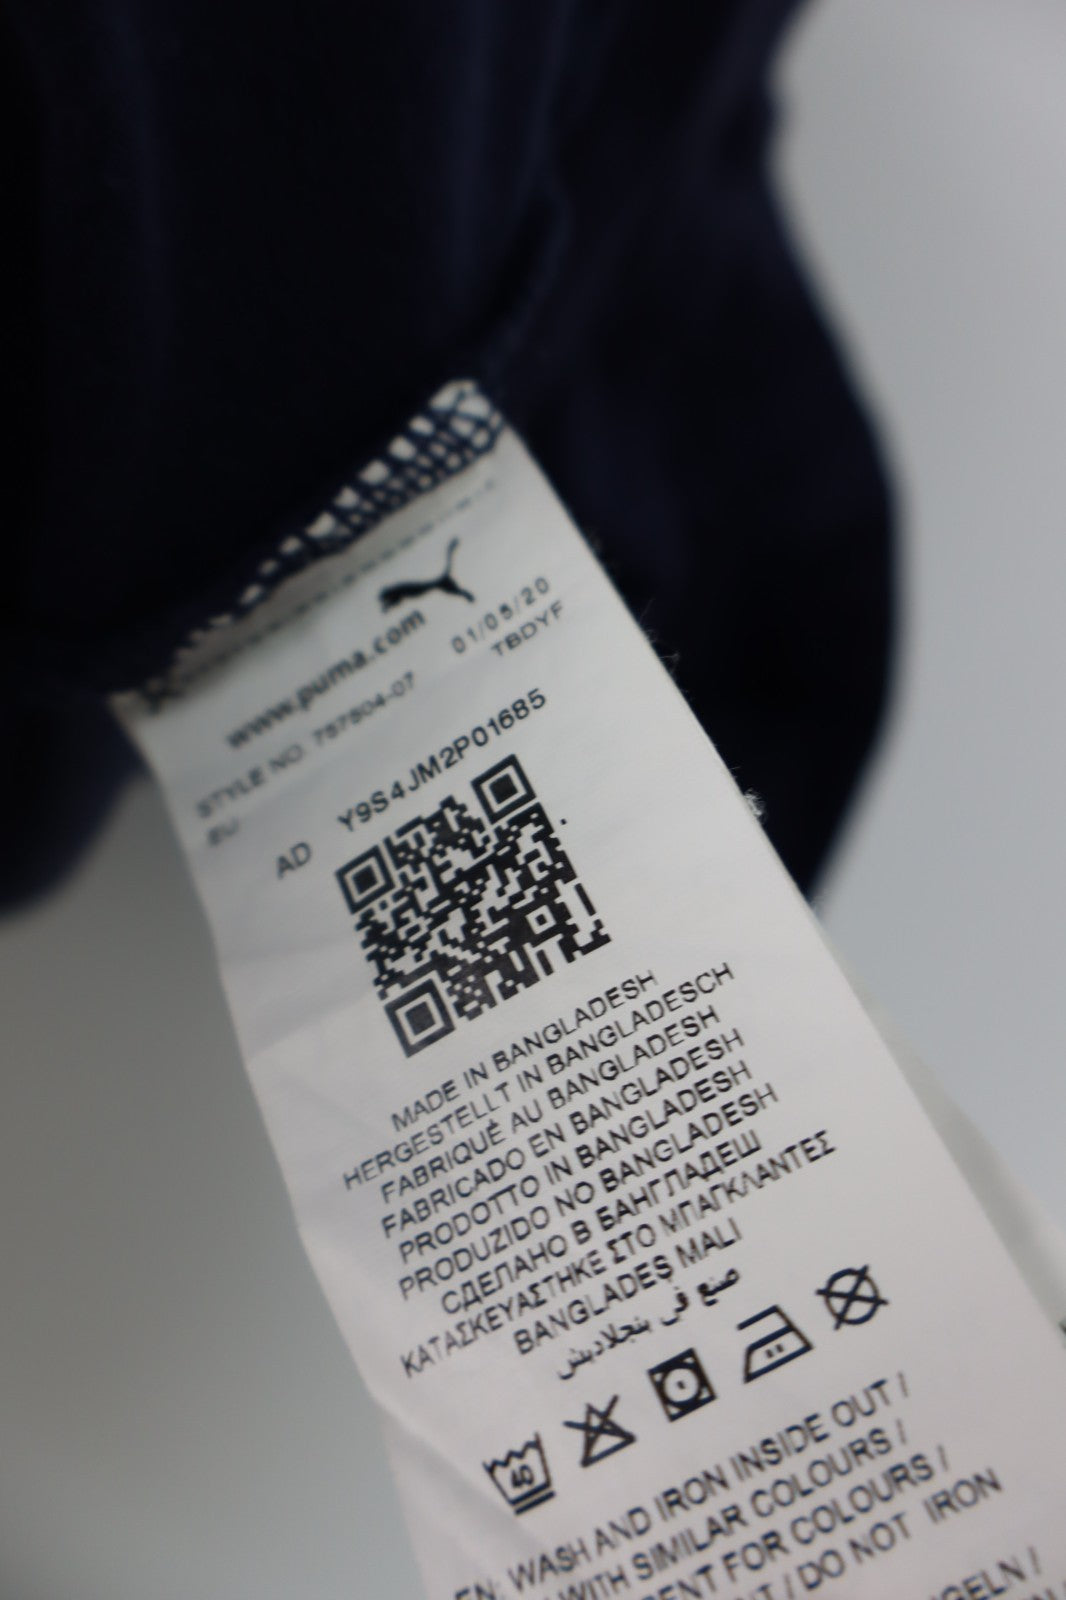 www.puma.com 01/05/20
STYLE NO 757504-07 TBDYF
EU
AD Y9S4JM2P01685
MADE IN BANGLADESH
HERGESTELLT IN BANGLADESCH
FABRIQUÉ AU BANGLADESH
FABRICADO EN BANGLADESH
PRODOTTO IN BANGLADESH
PRODUZIDO NO BANGLADESH
СДЕЛАНО В БАНГЛАДЕШ
ΚΑΤΑΣΚΕΥΑΣΤΗΚΕ ΣΤΟ ΜΠΑΓΚΛΑΝΤΕΣ
BANGLADEŞ MALI
صنع في بنجلاديش
40
EN: WASH AND IRON INSIDE OUT /
WITH SIMILAR COLOURS /
FOR COLOURS /
/ DO NOT IRON